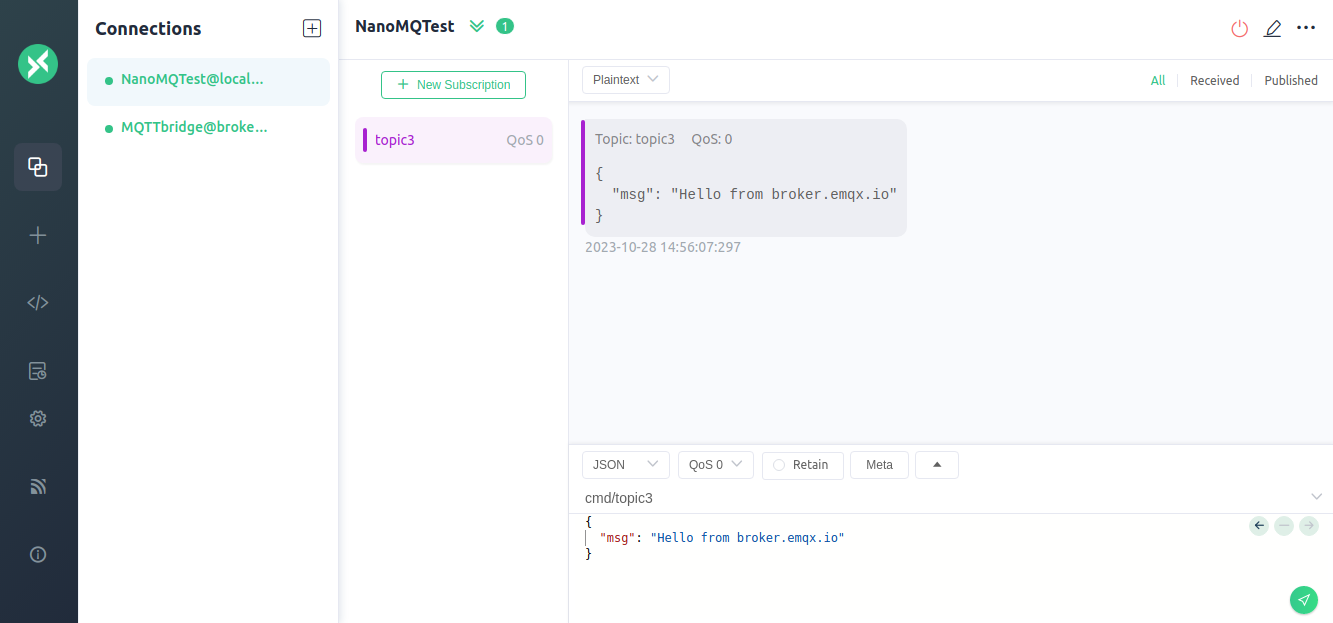 Connections
NanoMQTest@local...
MQTTbridge@broke...
NanoMQTest 1
+ New Subscription
topic3 QoS 0
Plaintext
All Received Published
Topic: topic3 QoS: 0
{
"msg": "Hello from broker.emqx.io"
}
2023-10-28 14:56:07:297
JSON QoS 0 Retain Meta
cmd/topic3
{
"msg": "Hello from broker.emqx.io"
}